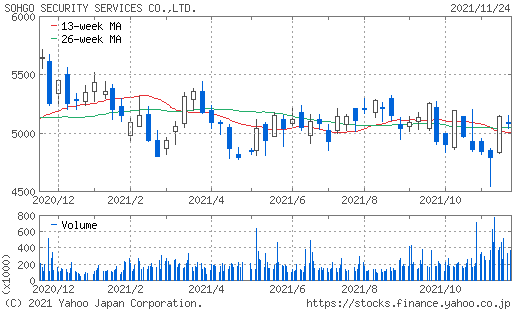 SOHGO SECURITY SERVICES CO.,LTD. 2021/11/24
6000
13-week MA
26-week MA
5500
5000
4500
2020/12 2021/2 2021/4 2021/6 2021/8 2021/10
800
Volume
600
400
200
0
(x1000)
2020/12 2021/2 2021/4 2021/6 2021/8 2021/10
(C) 2021 Yahoo Japan Corporation. https://stocks.finance.yahoo.co.jp/